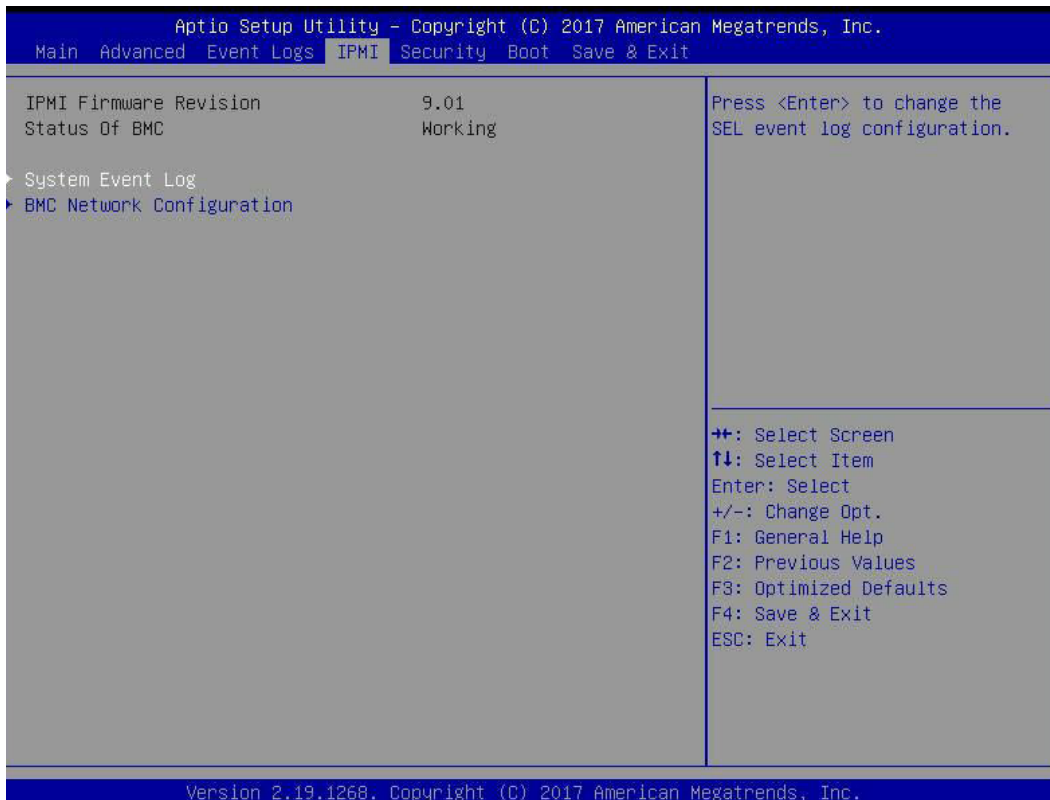 Aptio Setup Utility – Copyright (C) 2017 American Megatrends, Inc.
Main Advanced Event Logs IPMI Security Boot Save & Exit
IPMI Firmware Revision 9.01
Status Of BMC Working
System Event Log
BMC Network Configuration
Press <Enter> to change the
SEL event log configuration.
→←: Select Screen
↑↓: Select Item
Enter: Select
+/-: Change Opt.
F1: General Help
F2: Previous Values
F3: Optimized Defaults
F4: Save & Exit
ESC: Exit
Version 2.19.1268. Copyright (C) 2017 American Megatrends, Inc.